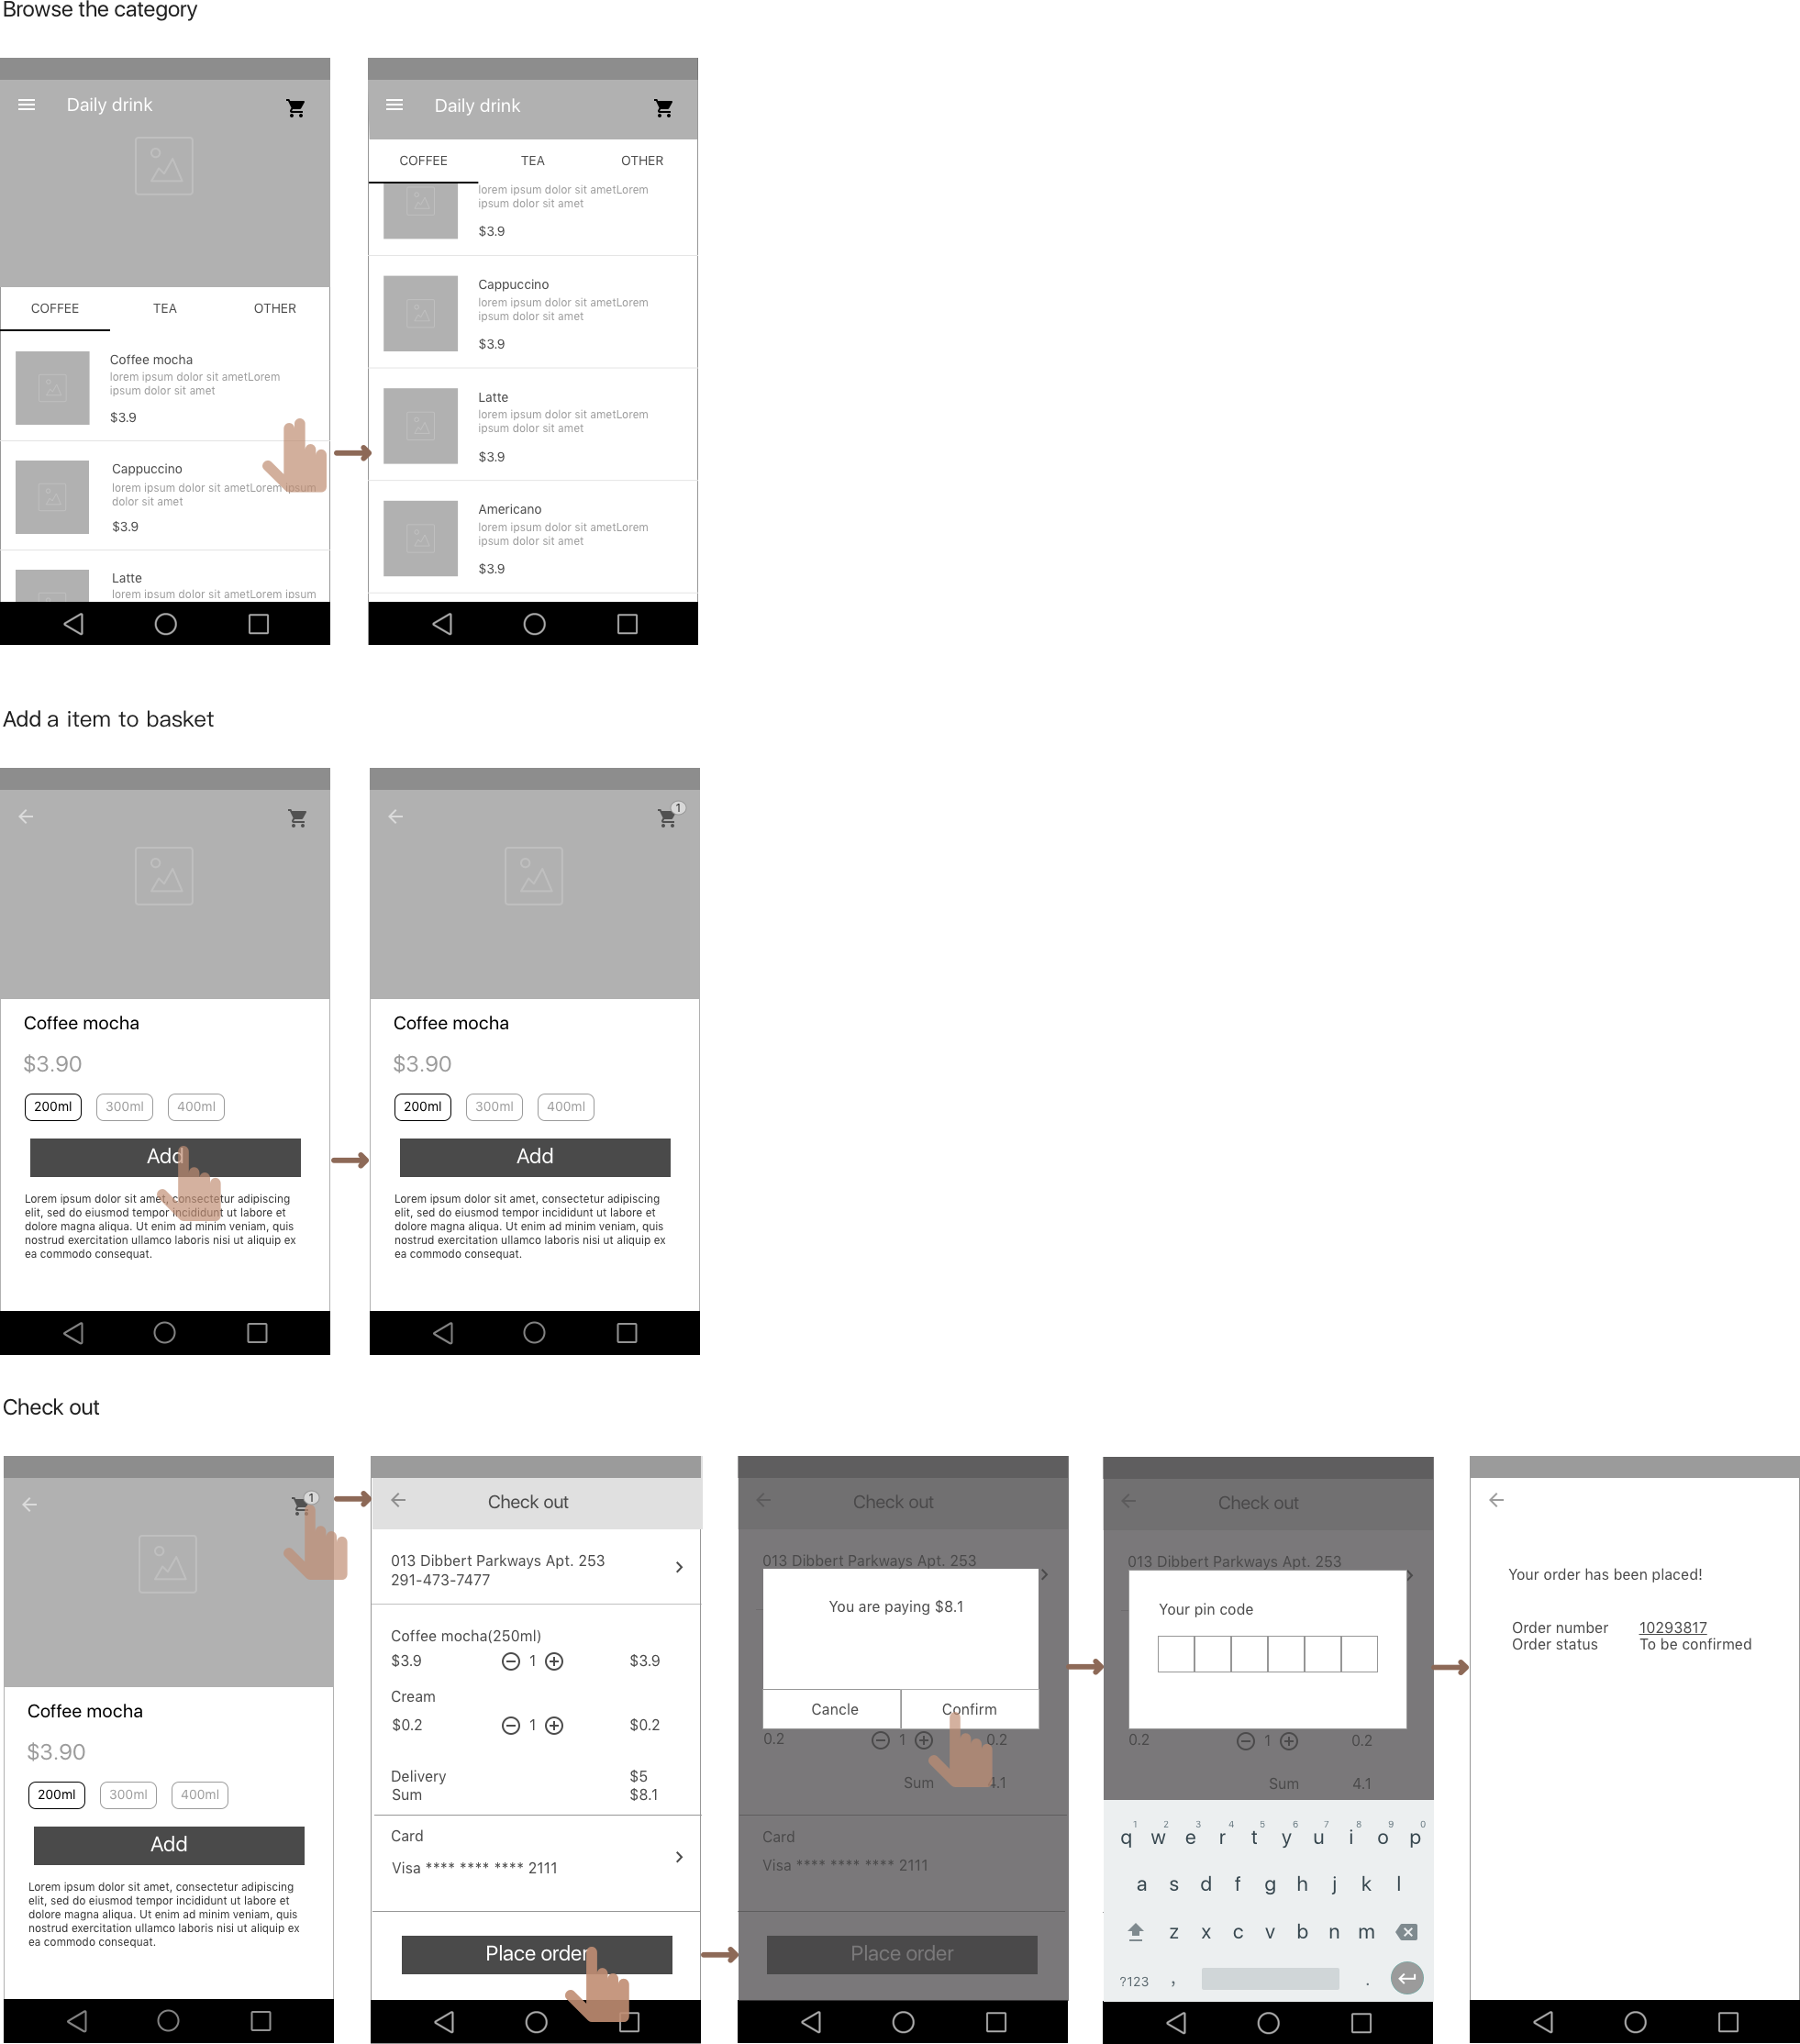 Browse the category
Daily drink
COFFEE TEA OTHER
Coffee mocha
lorem ipsum dolor sit ametLorem
ipsum dolor sit amet
$3.9
Cappuccino
lorem ipsum dolor sit ametLorem ipsum
dolor sit amet
$3.9
Latte
lorem ipsum dolor sit ametLorem ipsum
Daily drink
COFFEE TEA OTHER
lorem ipsum dolor sit ametLorem
ipsum dolor sit amet
$3.9
Cappuccino
lorem ipsum dolor sit ametLorem
ipsum dolor sit amet
$3.9
Latte
lorem ipsum dolor sit ametLorem
ipsum dolor sit amet
$3.9
Americano
lorem ipsum dolor sit ametLorem
ipsum dolor sit amet
$3.9
Add a item to basket
Coffee mocha
$3.90
200ml 300ml 400ml
Add
Lorem ipsum dolor sit amet, consectetur adipiscing
elit, sed do eiusmod tempor incididunt ut labore et
dolore magna aliqua. Ut enim ad minim veniam, quis
nostrud exercitation ullamco laboris nisi ut aliquip ex
ea commodo consequat.
1
Coffee mocha
$3.90
200ml 300ml 400ml
Add
Lorem ipsum dolor sit amet, consectetur adipiscing
elit, sed do eiusmod tempor incididunt ut labore et
dolore magna aliqua. Ut enim ad minim veniam, quis
nostrud exercitation ullamco laboris nisi ut aliquip ex
ea commodo consequat.
Check out
1
Coffee mocha
$3.90
200ml 300ml 400ml
Add
Lorem ipsum dolor sit amet, consectetur adipiscing
elit, sed do eiusmod tempor incididunt ut labore et
dolore magna aliqua. Ut enim ad minim veniam, quis
nostrud exercitation ullamco laboris nisi ut aliquip ex
ea commodo consequat.
Check out
013 Dibbert Parkways Apt. 253
291-473-7477
Coffee mocha(250ml)
$3.9 1 $3.9
Cream
$0.2 1 $0.2
Delivery $5
Sum $8.1
Card
Visa **** **** **** 2111
Place order
Check out
013 Dibbert Parkways Apt. 253
You are paying $8.1
Cancle Confirm
0.2 1 0.2
Sum 4.1
Card
Visa **** **** **** 2111
Place order
Check out
013 Dibbert Parkways Apt. 253
Your pin code
0.2 1 0.2
Sum 4.1
1 2 3 4 5 6 7 8 9 0
q w e r t y u i o p
a s d f g h j k l
z x c v b n m
?123 , .
Your order has been placed!
Order number 10293817
Order status To be confirmed